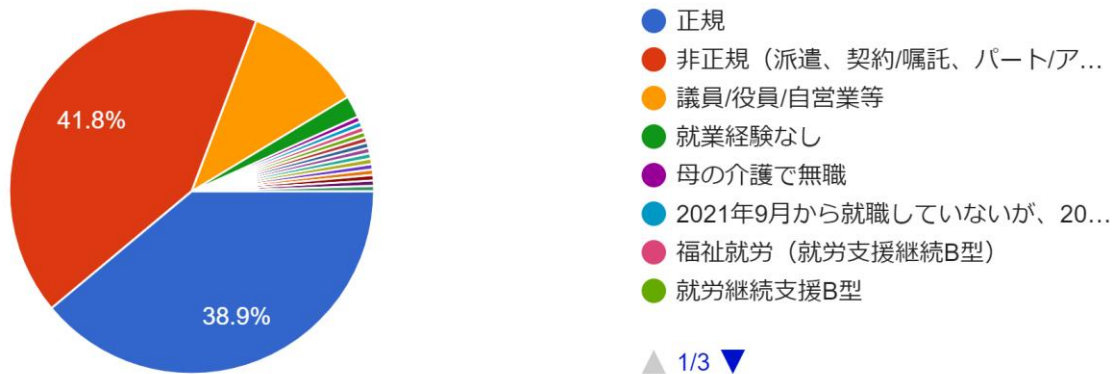 41.8%
38.9%
正規
非正規（派遣、契約/嘱託、パート/ア…
議員/役員/自営業等
就業経験なし
母の介護で無職
2021年9月から就職していないが、20…
福祉就労（就労支援継続B型）
就労継続支援B型
1/3